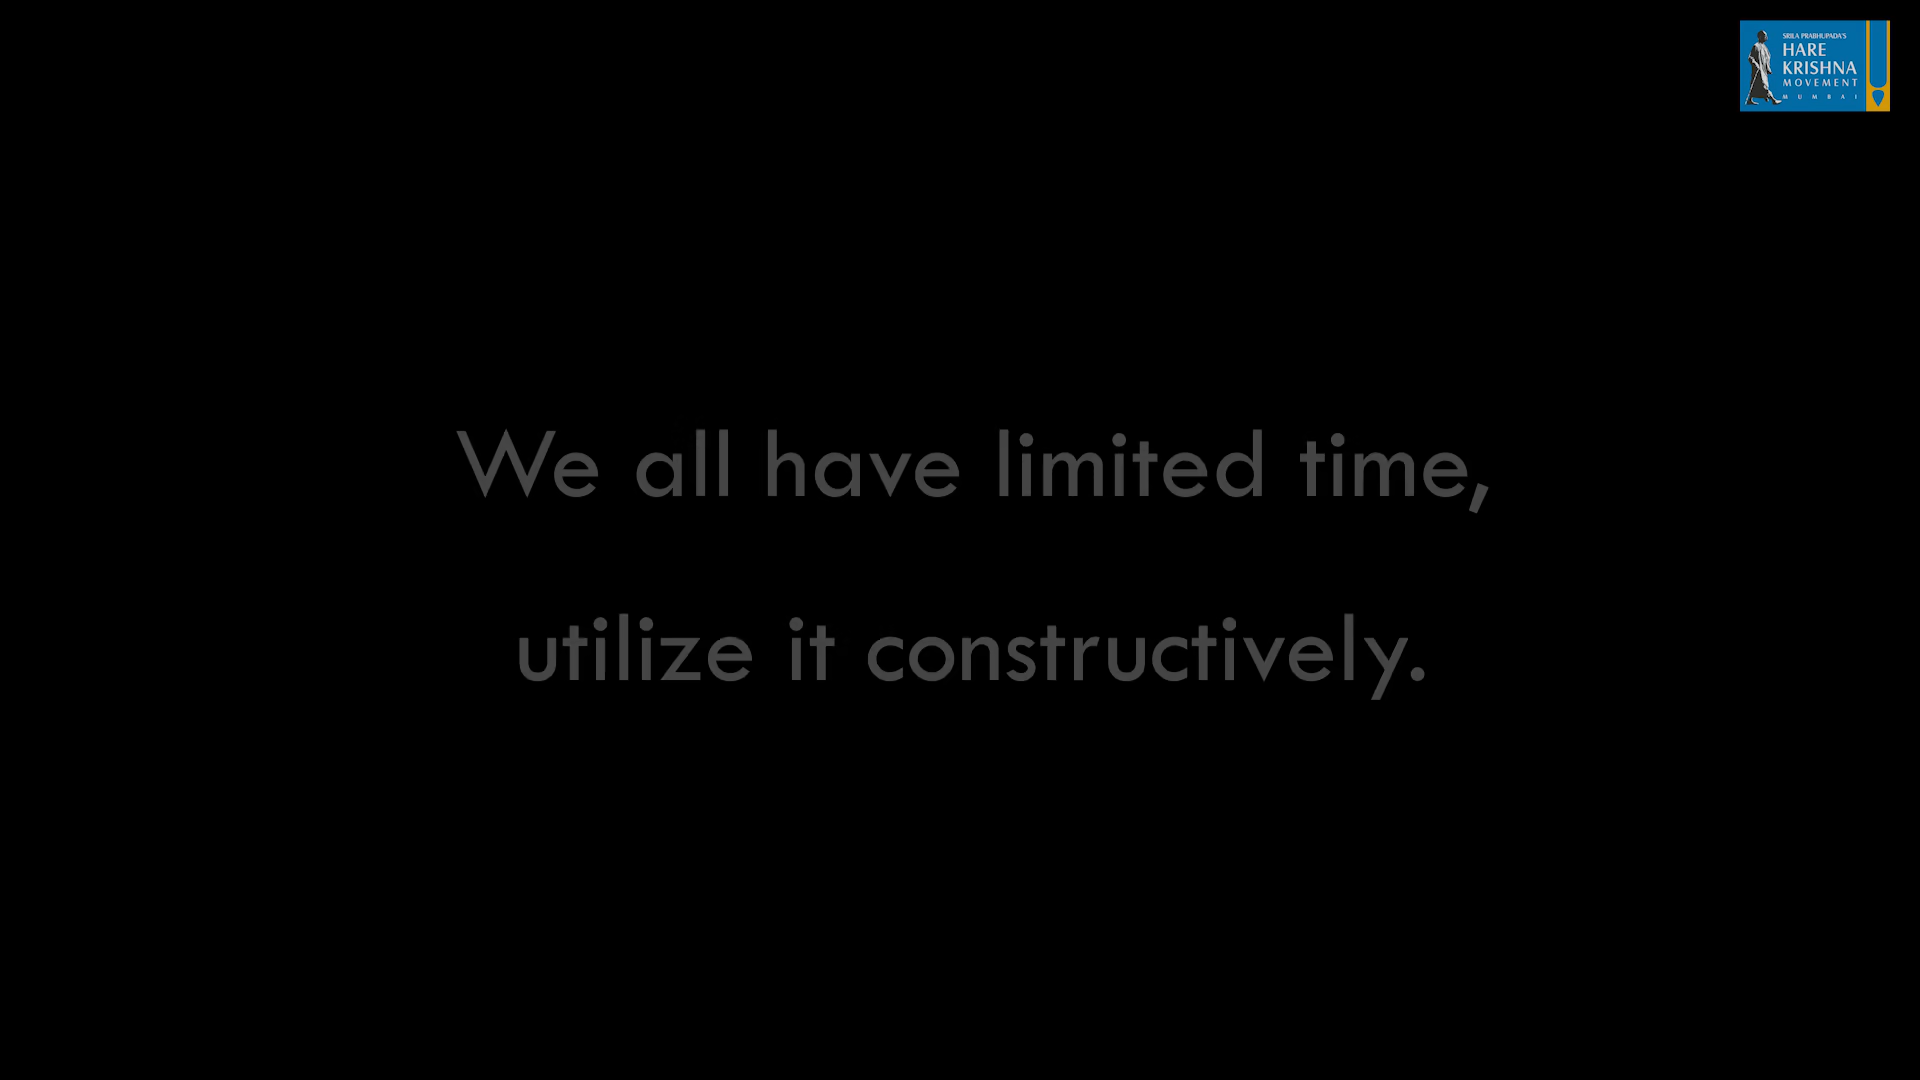 SRILA PRABHUPADA'S
HARE
KRISHNA
MOVEMENT
MUMBAI
We all have limited time,
utilize it constructively.